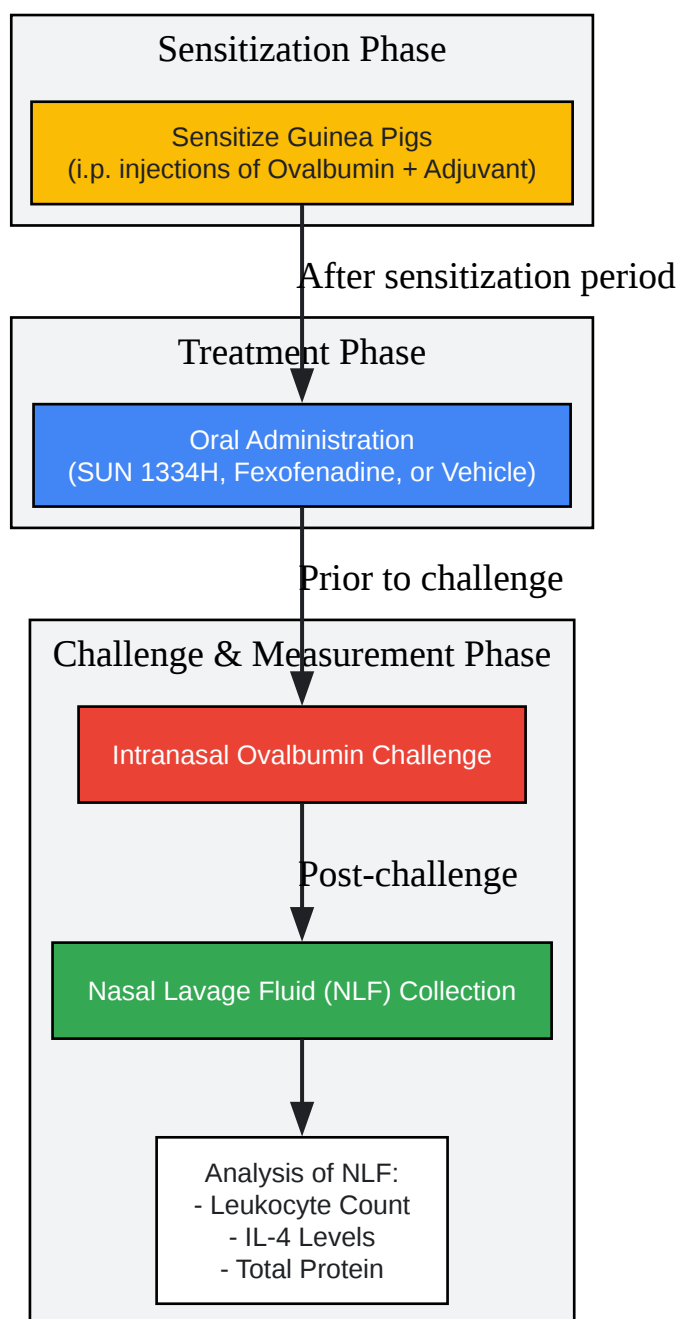 Sensitization Phase
Sensitize Guinea Pigs
(i.p. injections of Ovalbumin + Adjuvant)
After sensitization period
Treatment Phase
Oral Administration
(SUN 1334H, Fexofenadine, or Vehicle)
Prior to challenge
Challenge & Measurement Phase
Intranasal Ovalbumin Challenge
Post-challenge
Nasal Lavage Fluid (NLF) Collection
Analysis of NLF:
- Leukocyte Count
- IL-4 Levels
- Total Protein